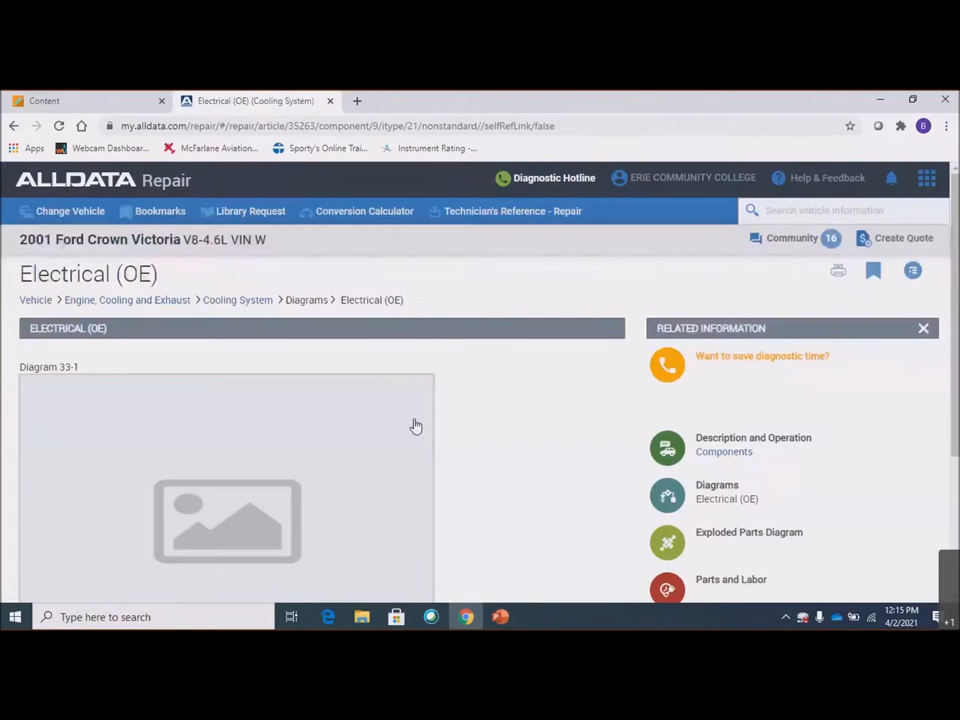 Content
Electrical (OE) (Cooling System)
my.alldata.com/repair/#/repair/article/35263/component/9/itype/21/nonstandard//selfRefLink/false
B
Apps
Webcam Dashboar...
McFarlane Aviation...
Sporty's Online Trai...
Instrument Rating -...
ALLDATA Repair
Diagnostic Hotline
ERIE COMMUNITY COLLEGE
Help & Feedback
Change Vehicle
Bookmarks
Library Request
Conversion Calculator
Technician's Reference - Repair
Search vehicle information
2001 Ford Crown Victoria V8-4.6L VIN W
Community 16
Create Quote
Electrical (OE)
Vehicle > Engine, Cooling and Exhaust > Cooling System > Diagrams > Electrical (OE)
ELECTRICAL (OE)
RELATED INFORMATION
Diagram 33-1
Want to save diagnostic time?
Description and Operation
Components
Diagrams
Electrical (OE)
Exploded Parts Diagram
Parts and Labor
Type here to search
12:15 PM
4/2/2021
+1